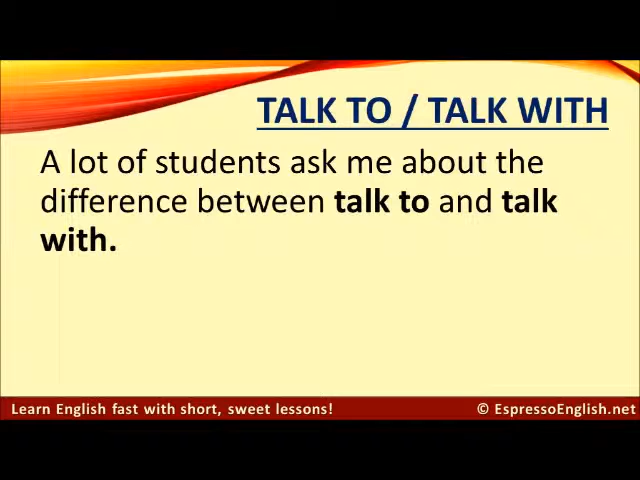 TALK TO / TALK WITH
A lot of students ask me about the
difference between talk to and talk
with.
Learn English fast with short, sweet lessons!
© EspressoEnglish.net